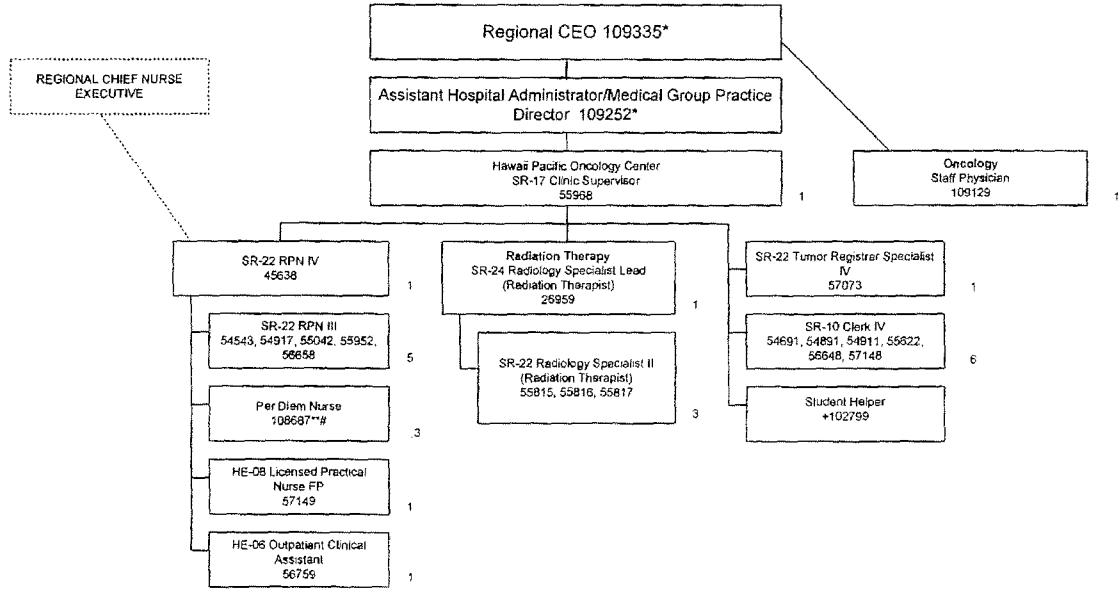 Regional CEO 109335*
REGIONAL CHIEF NURSE
EXECUTIVE
Assistant Hospital Administrator/Medical Group Practice
Director 109252*
Hawaii Pacific Oncology Center
SR-17 Clinic Supervisor
55968
1
Oncology
Staff Physician
109129
1
SR-22 RPN IV
45638
1
SR-22 RPN III
54543, 54917, 55042, 55952,
56658
5
Per Diem Nurse
108687**#
.3
HE-08 Licensed Practical
Nurse FP
57149
1
HE-06 Outpatient Clinical
Assistant
56759
1
Radiation Therapy
SR-24 Radiology Specialist Lead
(Radiation Therapist)
26959
1
SR-22 Radiology Specialist II
(Radiation Therapist)
55815, 55816, 55817
3
SR-22 Tumor Registrar Specialist
IV
57073
1
SR-10 Clerk IV
54691, 54891, 54911, 55622,
56648, 57148
6
Student Helper
+102799